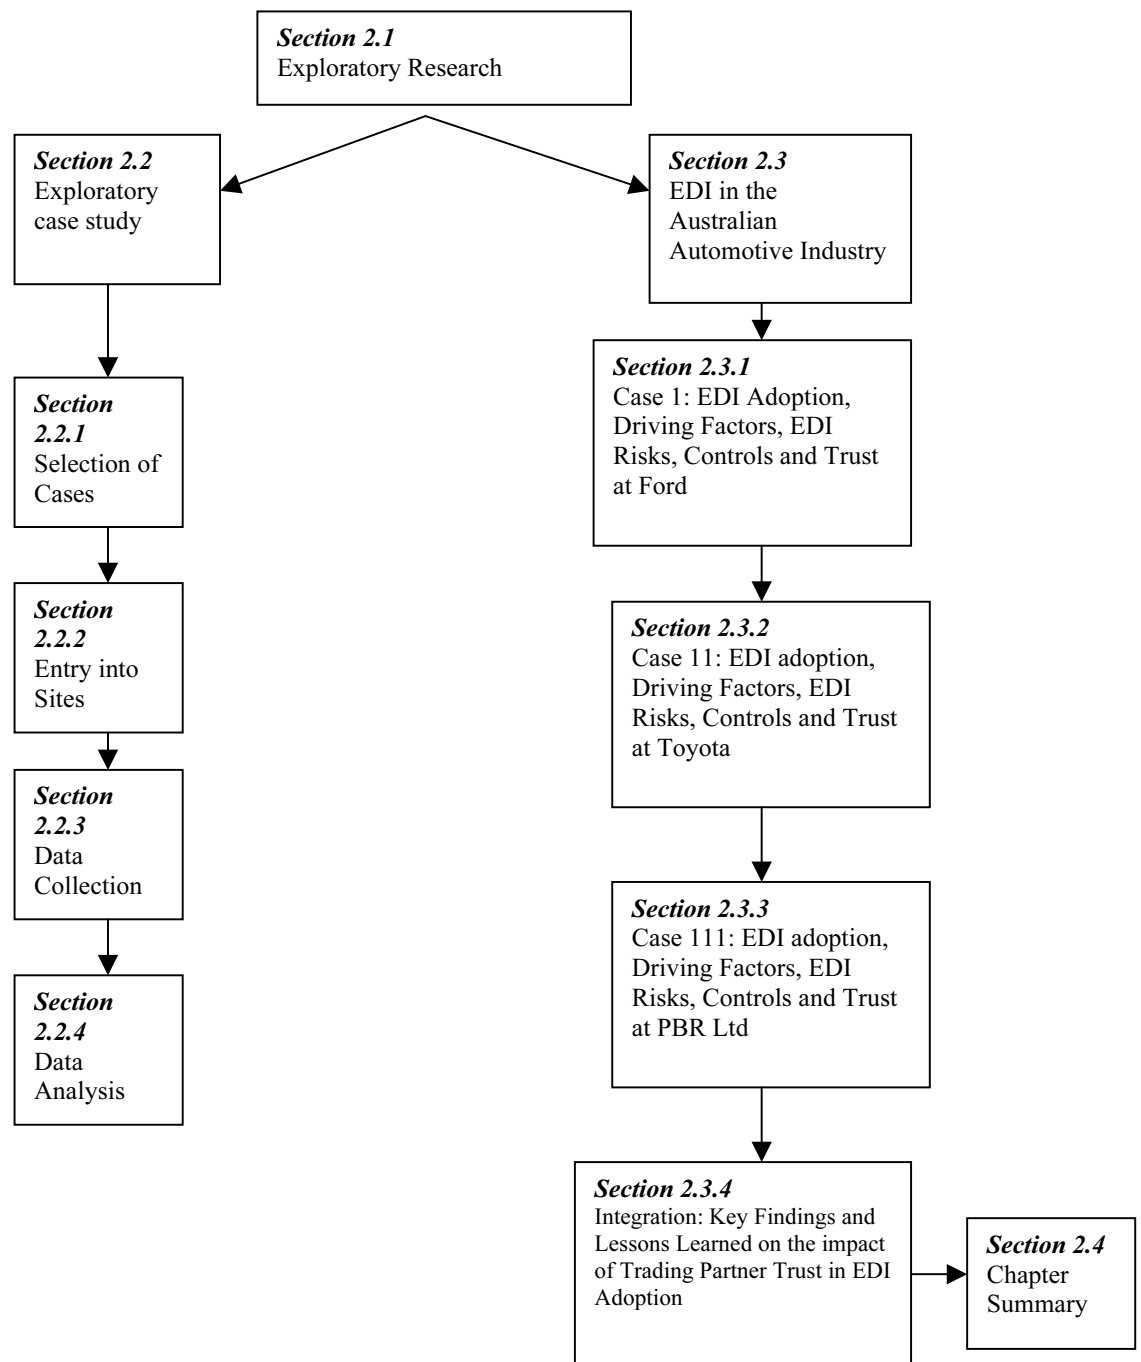 Section 2.1
Exploratory Research
Section 2.2
Exploratory
case study
Section
2.2.1
Selection of
Cases
Section
2.2.2
Entry into
Sites
Section
2.2.3
Data
Collection
Section
2.2.4
Data
Analysis
Section 2.3
EDI in the
Australian
Automotive Industry
Section 2.3.1
Case 1: EDI Adoption,
Driving Factors, EDI
Risks, Controls and Trust
at Ford
Section 2.3.2
Case 11: EDI adoption,
Driving Factors, EDI
Risks, Controls and Trust
at Toyota
Section 2.3.3
Case 111: EDI adoption,
Driving Factors, EDI
Risks, Controls and Trust
at PBR Ltd
Section 2.3.4
Integration: Key Findings and
Lessons Learned on the impact
of Trading Partner Trust in EDI
Adoption
Section 2.4
Chapter
Summary